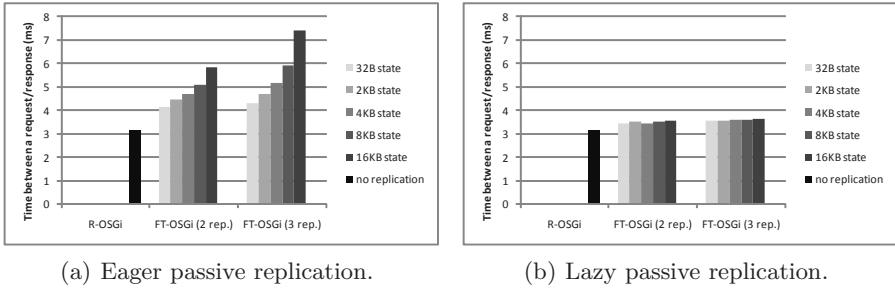 8
7
6
5
4
3
2
1
0
Time between a request/response (ms)
R-OSGi
FT-OSGi (2 rep.)
FT-OSGi (3 rep.)
32B state
2KB state
4KB state
8KB state
16KB state
no replication
(a) Eager passive replication.
8
7
6
5
4
3
2
1
0
Time between a request/response (ms)
R-OSGi
FT-OSGi (2 rep.)
FT-OSGi (3 rep.)
32B state
2KB state
4KB state
8KB state
16KB state
no replication
(b) Lazy passive replication.